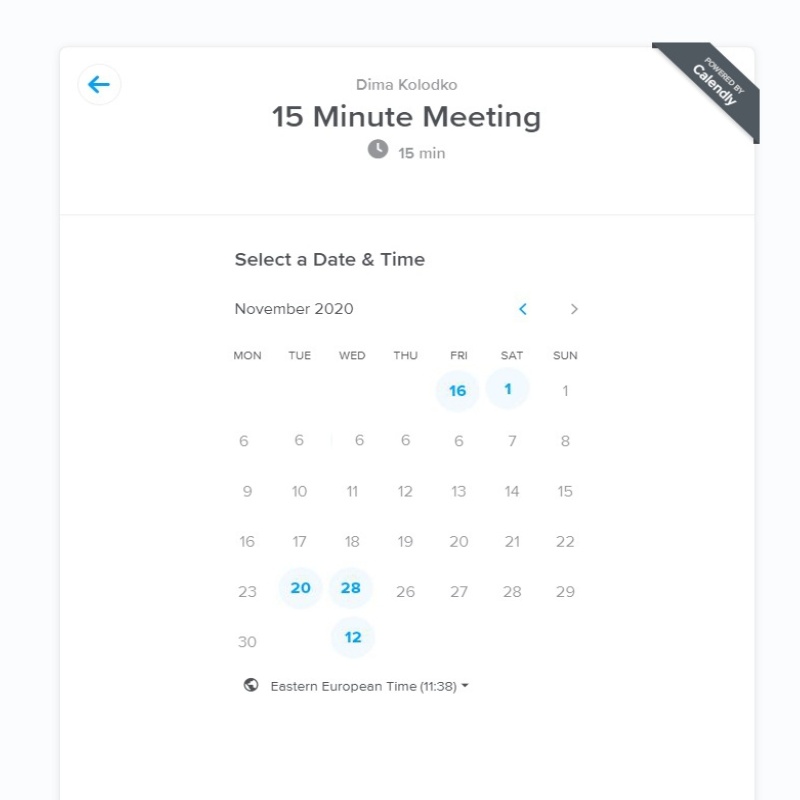 POWERED BY
Calendly
Dima Kolodko
15 Minute Meeting
15 min
Select a Date & Time
November 2020
MON TUE WED THU FRI SAT SUN
16 1 1
6 6 6 6 6 7 8
9 10 11 12 13 14 15
16 17 18 19 20 21 22
23 20 28 26 27 28 29
30 12
Eastern European Time (11:38)